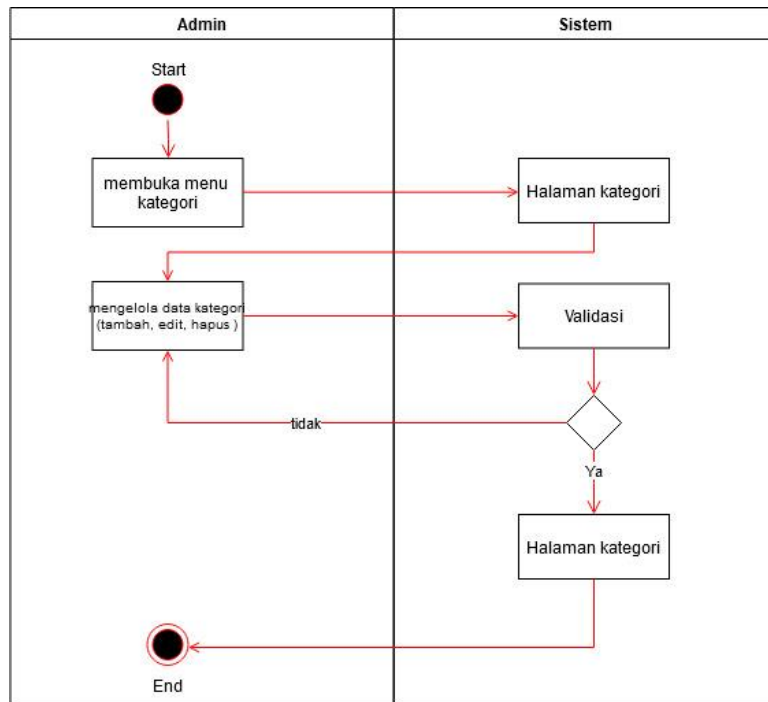 Admin
Sistem
Start
membuka menu
kategori
Halaman kategori
mengelola data kategori
(tambah, edit, hapus )
Validasi
tidak
Ya
Halaman kategori
End